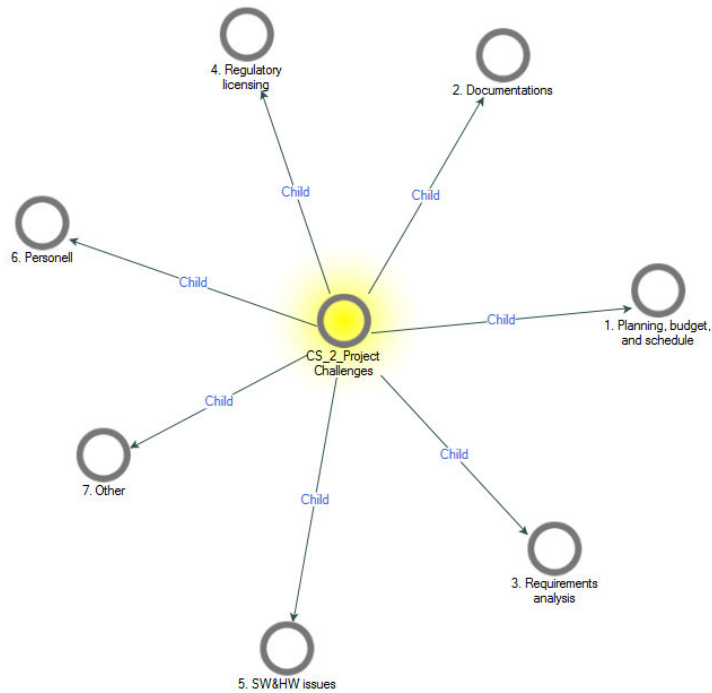 4. Regulatory
licensing
2. Documentations
Child
Child
6. Personell
Child
1. Planning, budget,
and schedule
Child
CS_2_Project
Challenges
Child
Child
7. Other
Child
3. Requirements
analysis
5. SW&HW issues